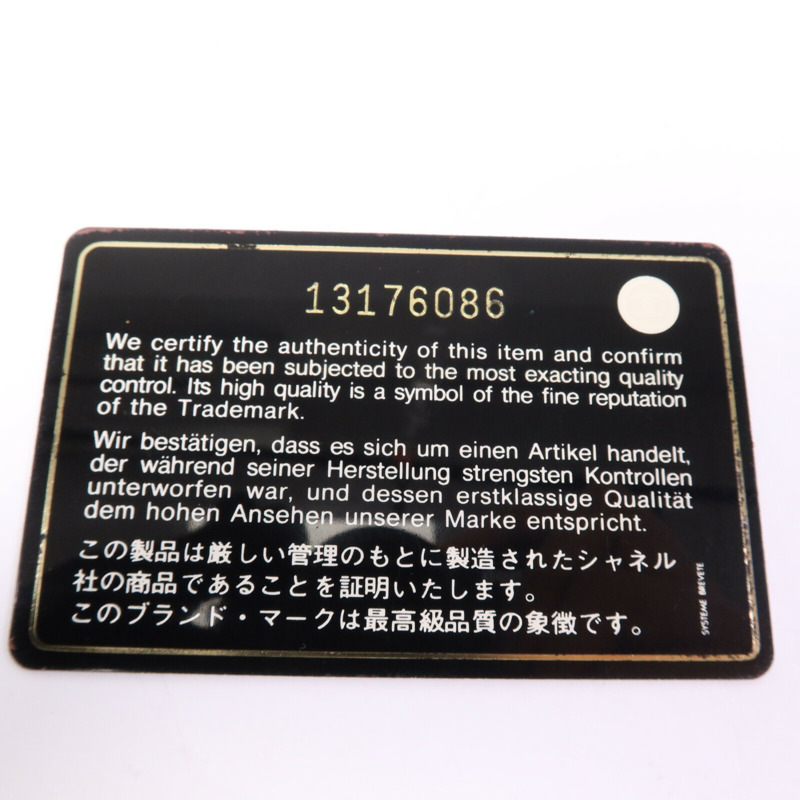 13176086
We certify the authenticity of this item and confirm
that it has been subjected to the most exacting quality
control. Its high quality is a symbol of the fine reputation
of the Trademark.
Wir bestätigen, dass es sich um einen Artikel handelt,
der während seiner Herstellung strengsten Kontrollen
unterworfen war, und dessen erstklassige Qualität
dem hohen Ansehen unserer Marke entspricht.
この製品は厳しい管理のもとに製造されたシャネル
社の商品であることを証明いたします。
このブランド・マークは最高級品質の象徴です。
SYSTEME BREVETE